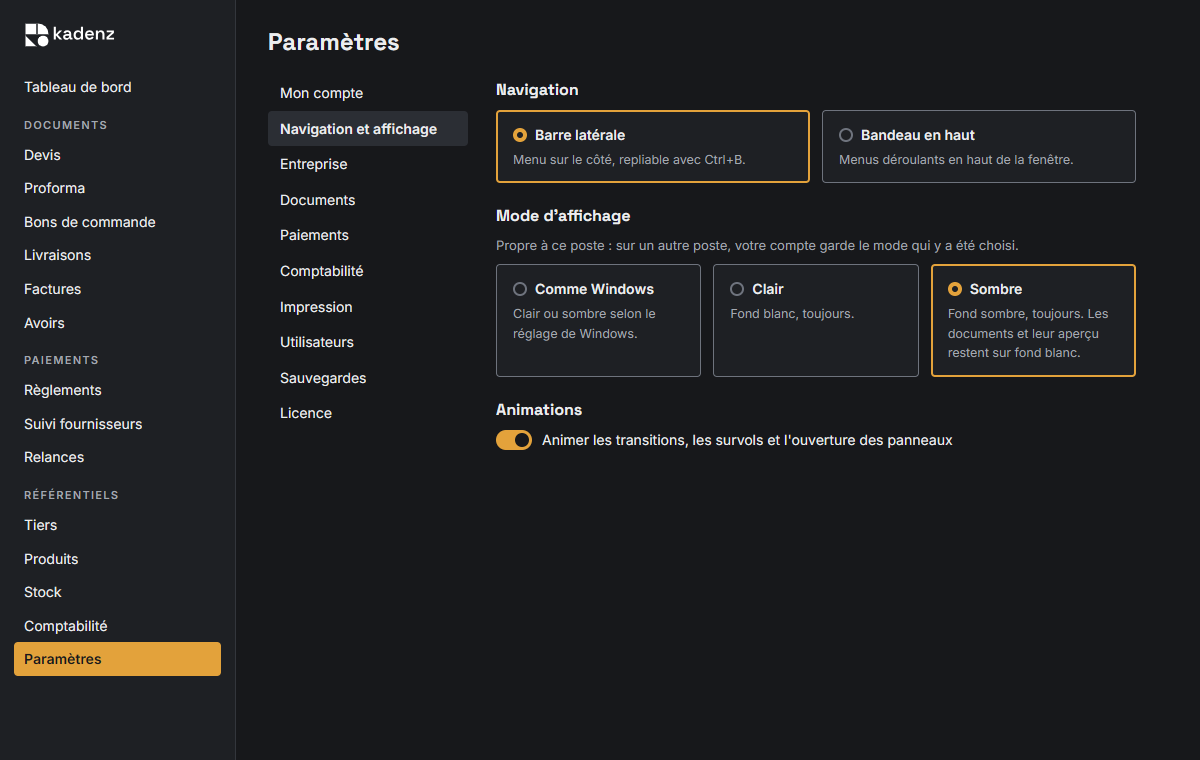 kadenz
Tableau de bord
DOCUMENTS
Devis
Proforma
Bons de commande
Livraisons
Factures
Avoirs
PAIEMENTS
Règlements
Suivi fournisseurs
Relances
RÉFÉRENTIELS
Tiers
Produits
Stock
Comptabilité
Paramètres
Paramètres
Mon compte
Navigation et affichage
Entreprise
Documents
Paiements
Comptabilité
Impression
Utilisateurs
Sauvegardes
Licence
Navigation
Barre latérale
Menu sur le côté, repliable avec Ctrl+B.
Bandeau en haut
Menus déroulants en haut de la fenêtre.
Mode d’affichage
Propre à ce poste : sur un autre poste, votre compte garde le mode qui y a été choisi.
Comme Windows
Clair ou sombre selon le
réglage de Windows.
Clair
Fond blanc, toujours.
Sombre
Fond sombre, toujours. Les
documents et leur aperçu
restent sur fond blanc.
Animations
Animer les transitions, les survols et l'ouverture des panneaux